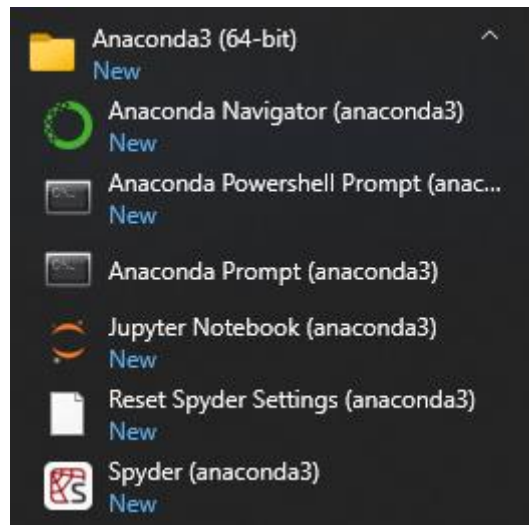 Anaconda3 (64-bit)
New
Anaconda Navigator (anaconda3)
New
Anaconda Powershell Prompt (anac...
New
Anaconda Prompt (anaconda3)
Jupyter Notebook (anaconda3)
New
Reset Spyder Settings (anaconda3)
New
Spyder (anaconda3)
New